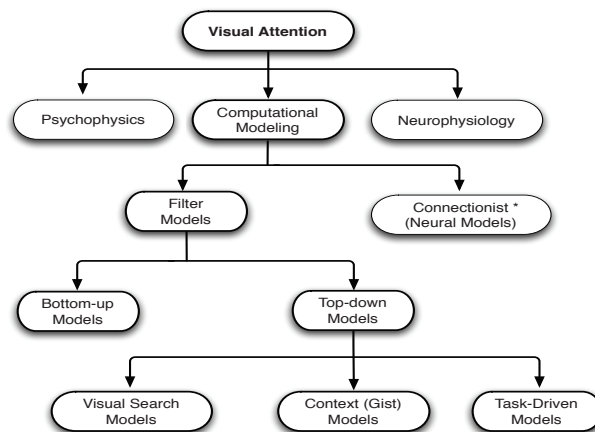 Visual Attention
Psychophysics
Computational
Modeling
Neurophysiology
Filter
Models
Connectionist *
(Neural Models)
Bottom-up
Models
Top-down
Models
Visual Search
Models
Context (Gist)
Models
Task-Driven
Models